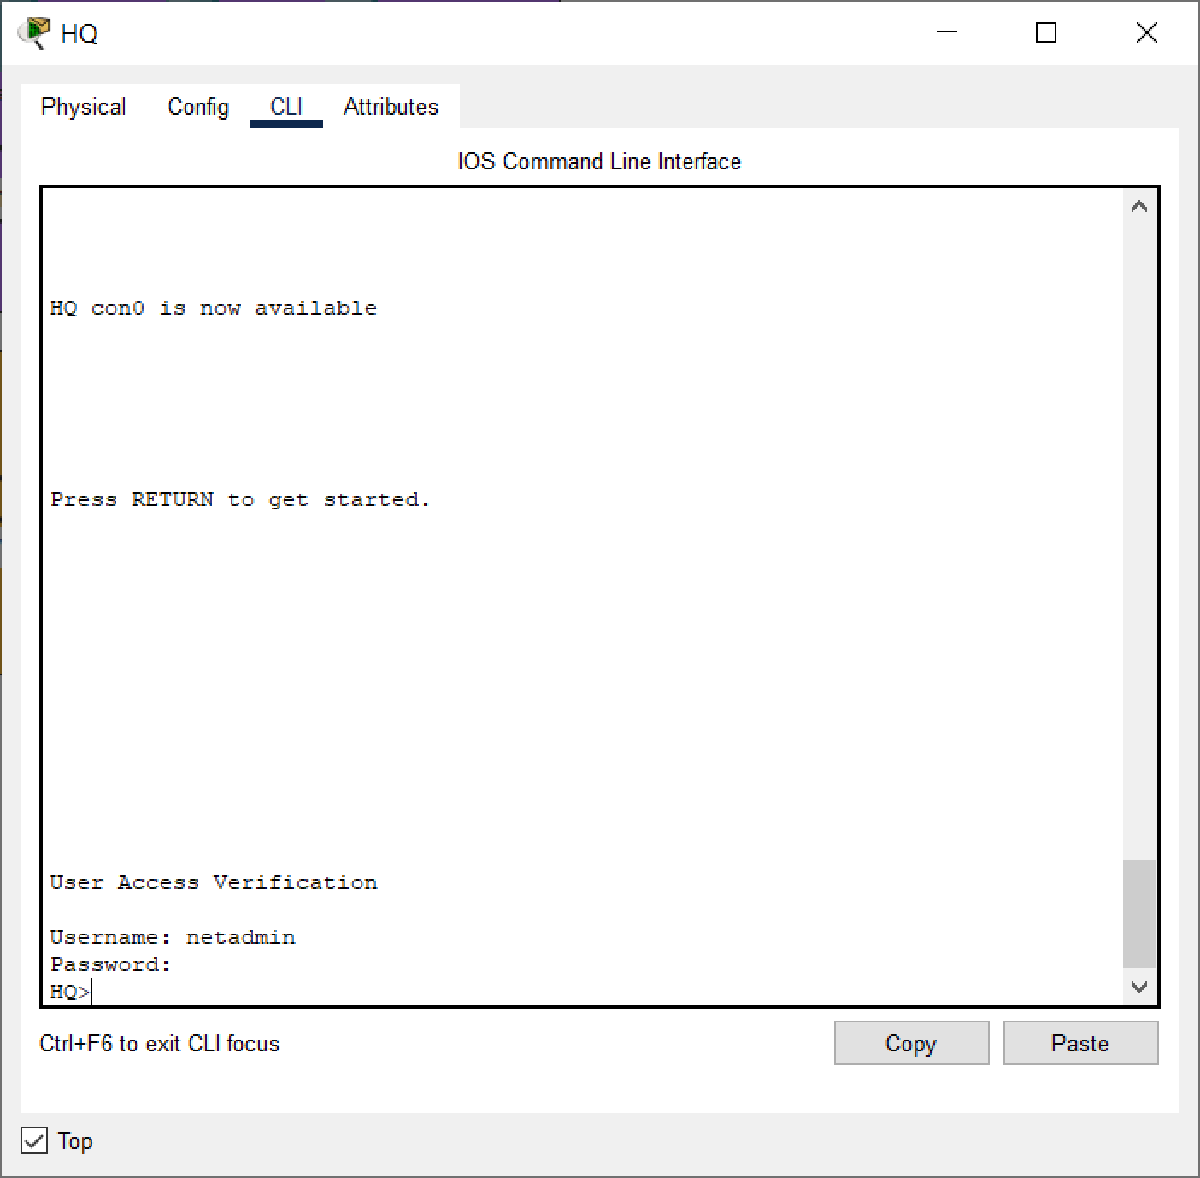 HQ
Physical Config CLI Attributes
IOS Command Line Interface
HQ con0 is now available
Press RETURN to get started.
User Access Verification
Username: netadmin
Password:
HQ>
Ctrl+F6 to exit CLI focus
Copy Paste
Top